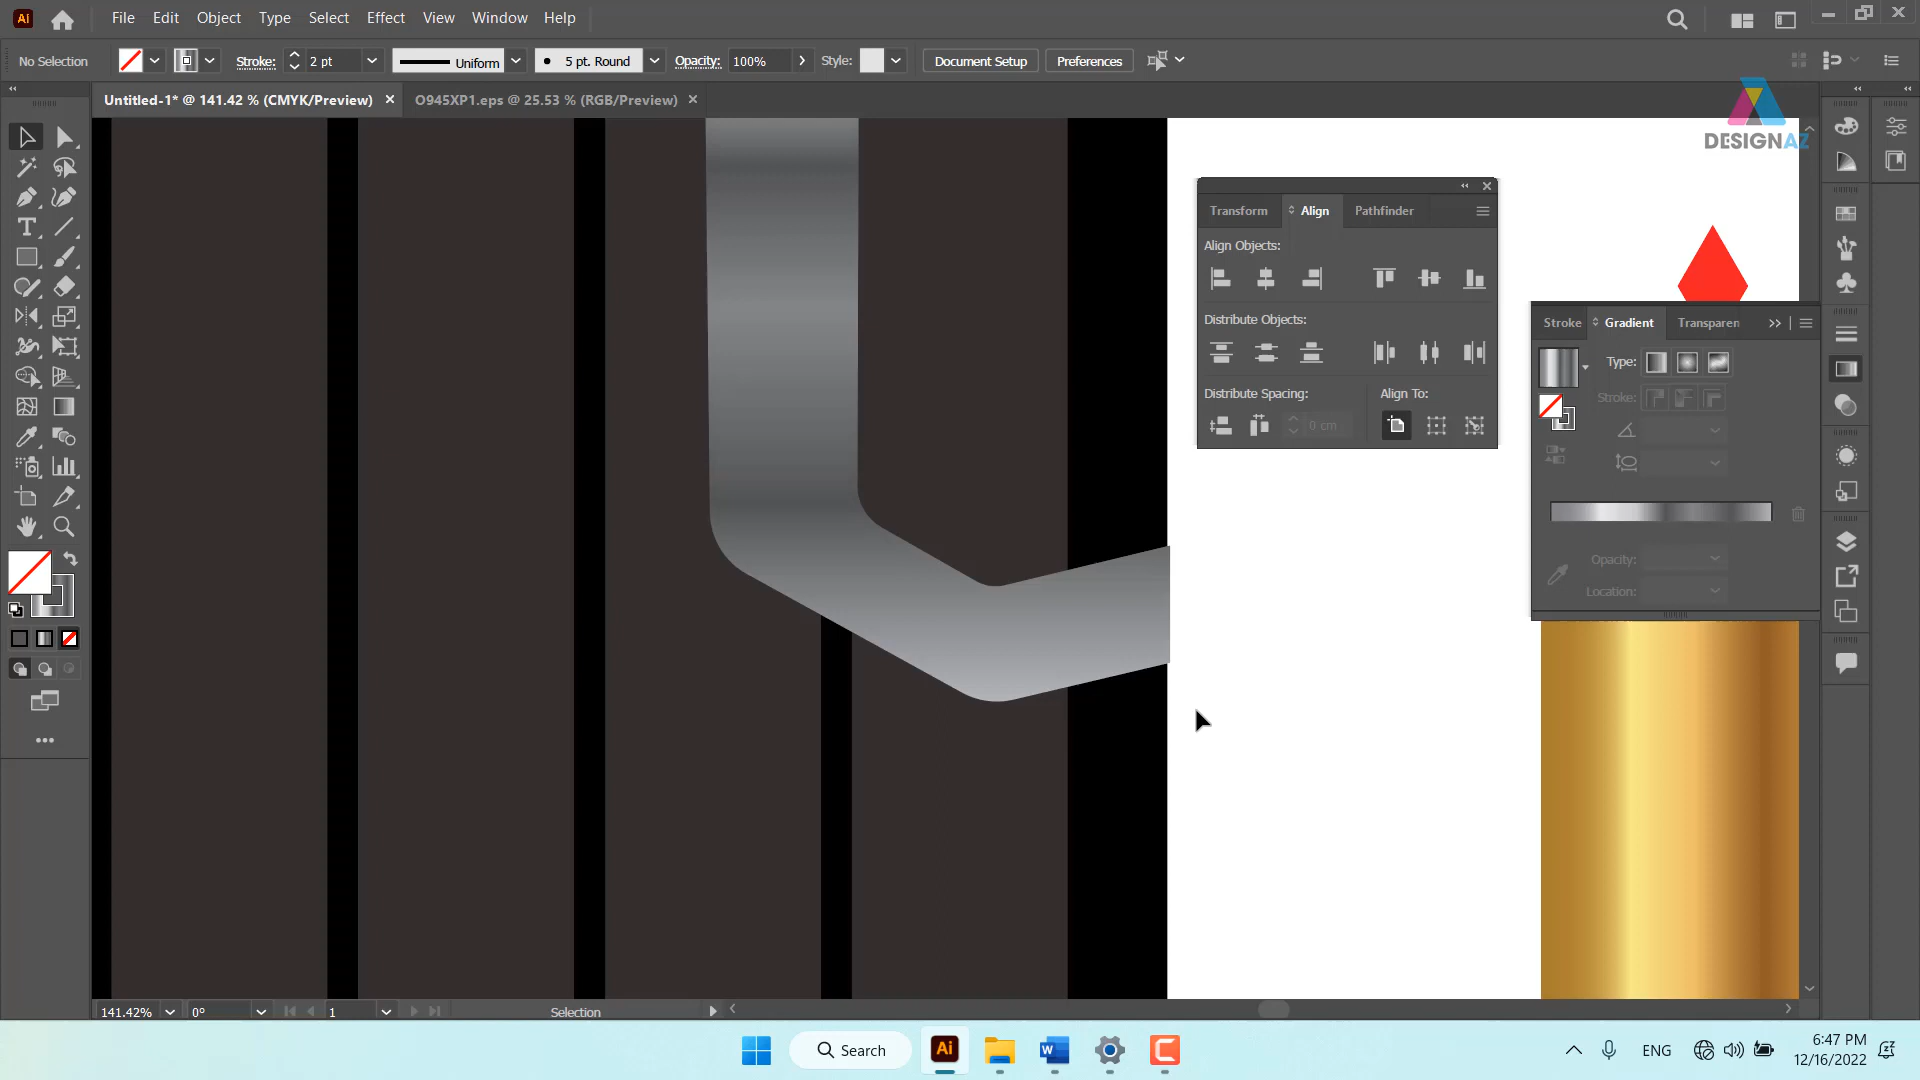 Ai File Edit Object Type Select Effect View Window Help
No Selection Stroke: 2 pt Uniform 5 pt. Round Opacity: 100% Style: Document Setup Preferences
Untitled-1* @ 141.42 % (CMYK/Preview) O945XP1.eps @ 25.53 % (RGB/Preview)
DESIGNAZ
Transform Align Pathfinder
Align Objects:
Distribute Objects:
Distribute Spacing: Align To:
0 cm
Stroke Gradient Transparen
Type:
Stroke:
Opacity:
Location:
141.42% 0° 1 Selection
Search
Ai
ENG
6:47 PM
12/16/2022